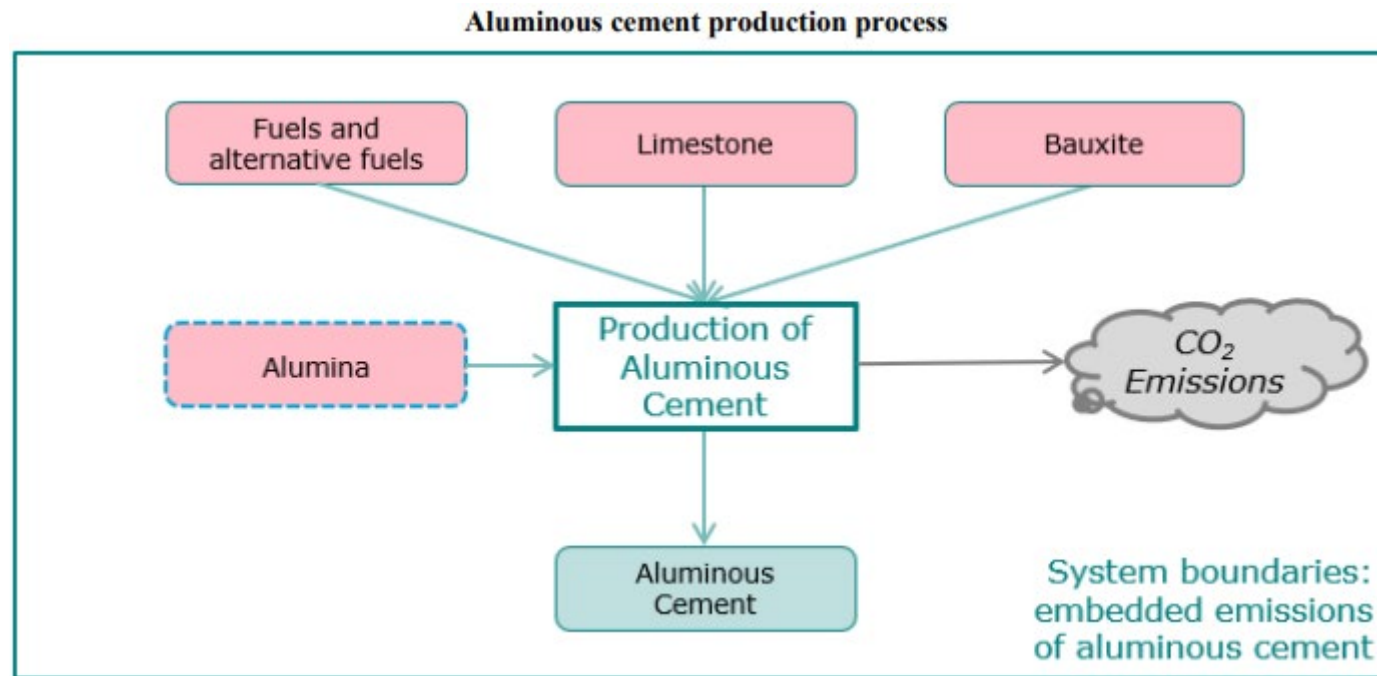 Aluminous cement production process
Fuels and
alternative fuels
Limestone
Bauxite
Alumina
Production of
Aluminous
Cement
CO₂
Emissions
Aluminous
Cement
System boundaries:
embedded emissions
of aluminous cement